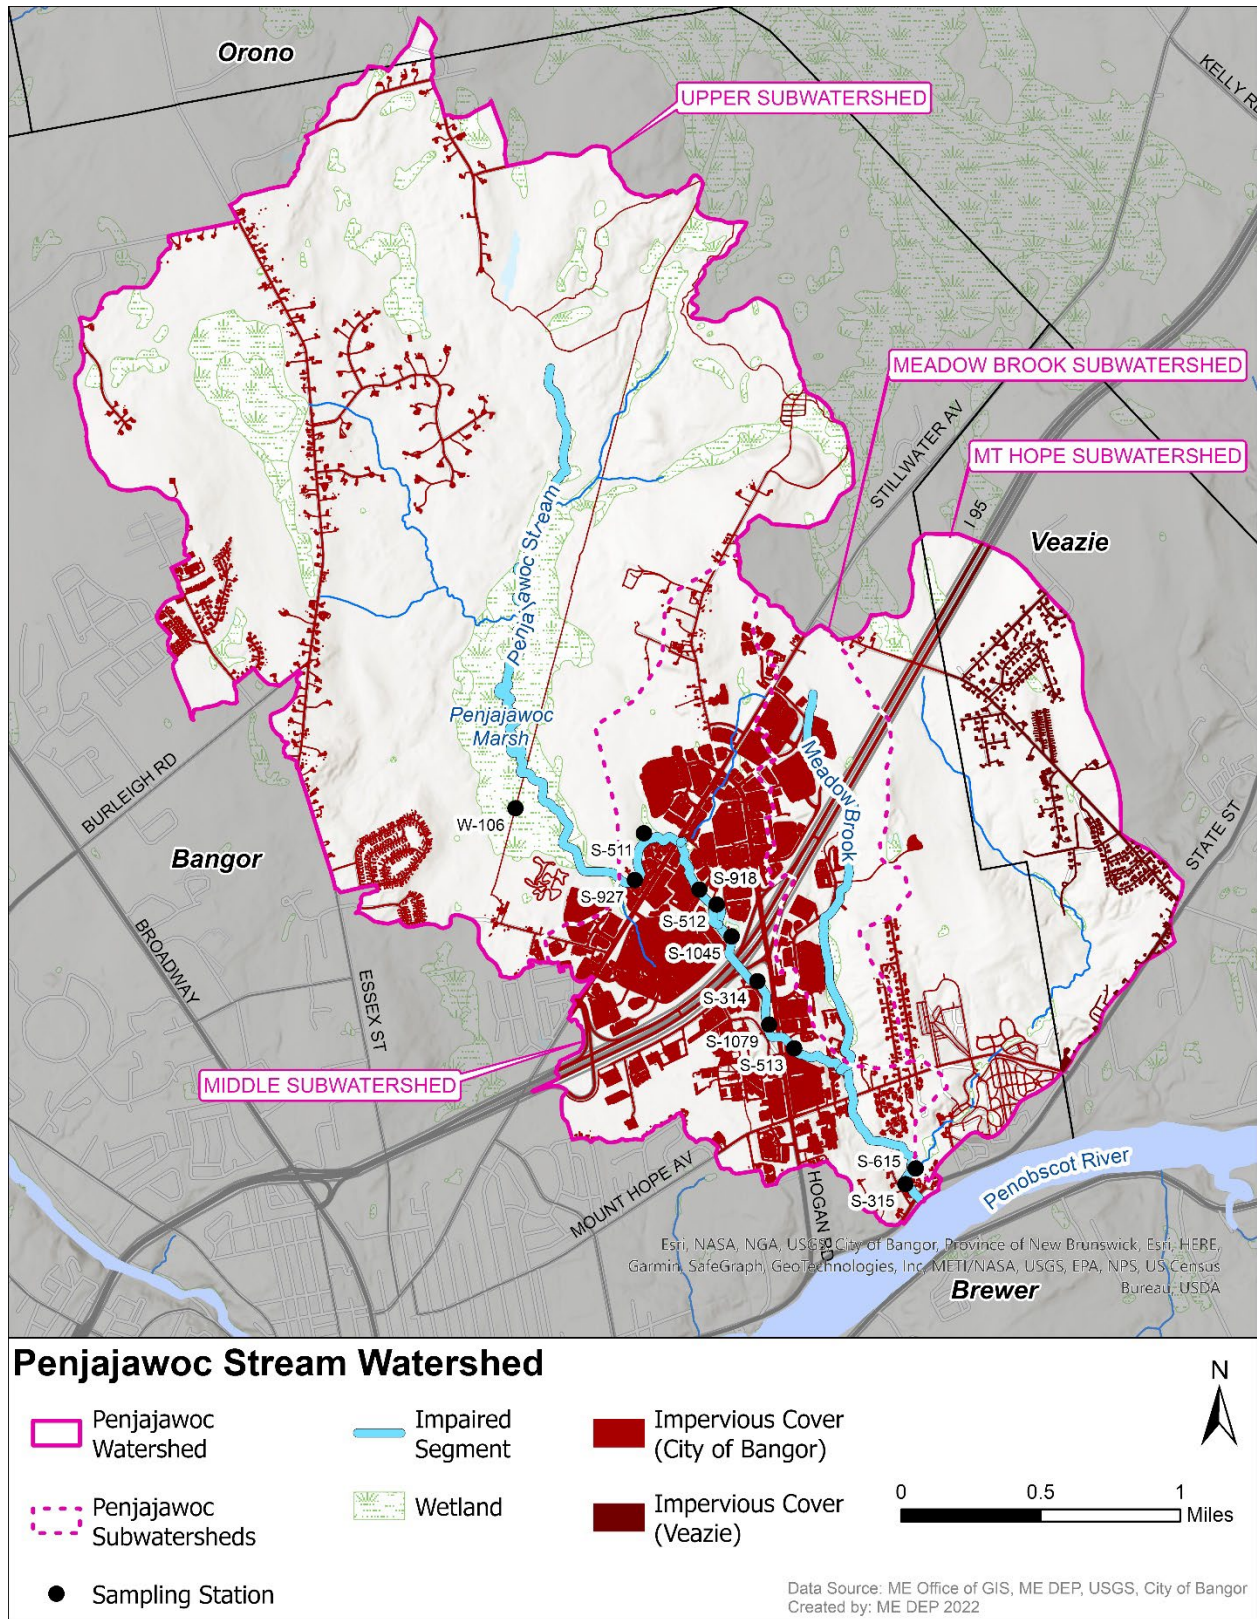 Orono
KELLY RD
UPPER SUBWATERSHED
MEADOW BROOK SUBWATERSHED
STILLWATER AV
MT HOPE SUBWATERSHED
I 95
Veazie
Penjajawoc Stream
Penjajawoc
Marsh
Meadow Brook
BURLEIGH RD
W-106
Bangor
S-511
STATE ST
S-927
S-918
S-512
S-1045
BROADWAY
ESSEX ST
S-314
S-1079
S-513
MIDDLE SUBWATERSHED
S-615
S-315
MOUNT HOPE AV
HOGAN RD
Penobscot River
Esri, NASA, NGA, USGS, City of Bangor, Province of New Brunswick, Esri, HERE,
Garmin, SafeGraph, GeoTechnologies, Inc, METI/NASA, USGS, EPA, NPS, US Census
Bureau, USDA
Brewer
Penjajawoc Stream Watershed
N
Penjajawoc
Watershed
Impaired
Segment
Impervious Cover
(City of Bangor)
Penjajawoc
Subwatersheds
Wetland
Impervious Cover
(Veazie)
0 0.5 1
Miles
Sampling Station
Data Source: ME Office of GIS, ME DEP, USGS, City of Bangor
Created by: ME DEP 2022